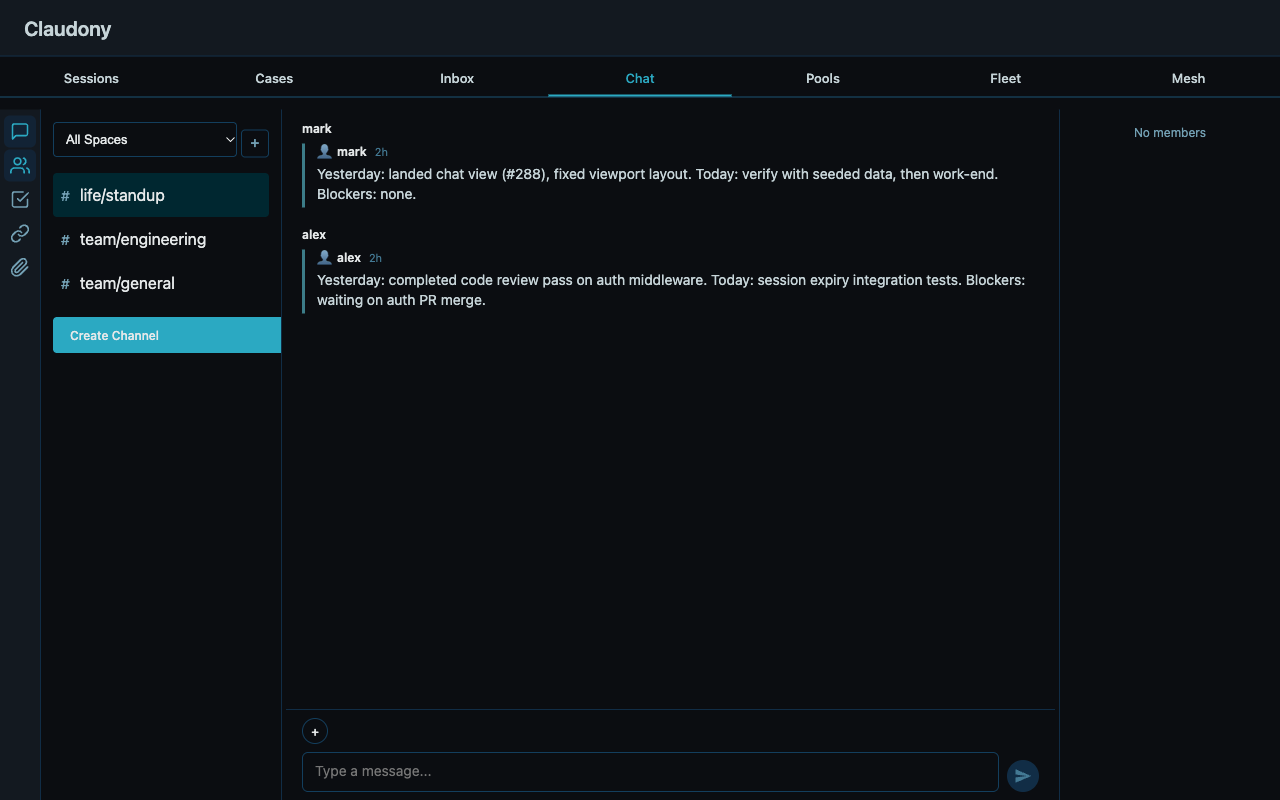 Claudony
Sessions
Cases
Inbox
Chat
Pools
Fleet
Mesh
All Spaces
+
# life/standup
# team/engineering
# team/general
Create Channel
mark
mark 2h
Yesterday: landed chat view (#288), fixed viewport layout. Today: verify with seeded data, then work-end.
Blockers: none.
alex
alex 2h
Yesterday: completed code review pass on auth middleware. Today: session expiry integration tests. Blockers:
waiting on auth PR merge.
+
Type a message...
No members